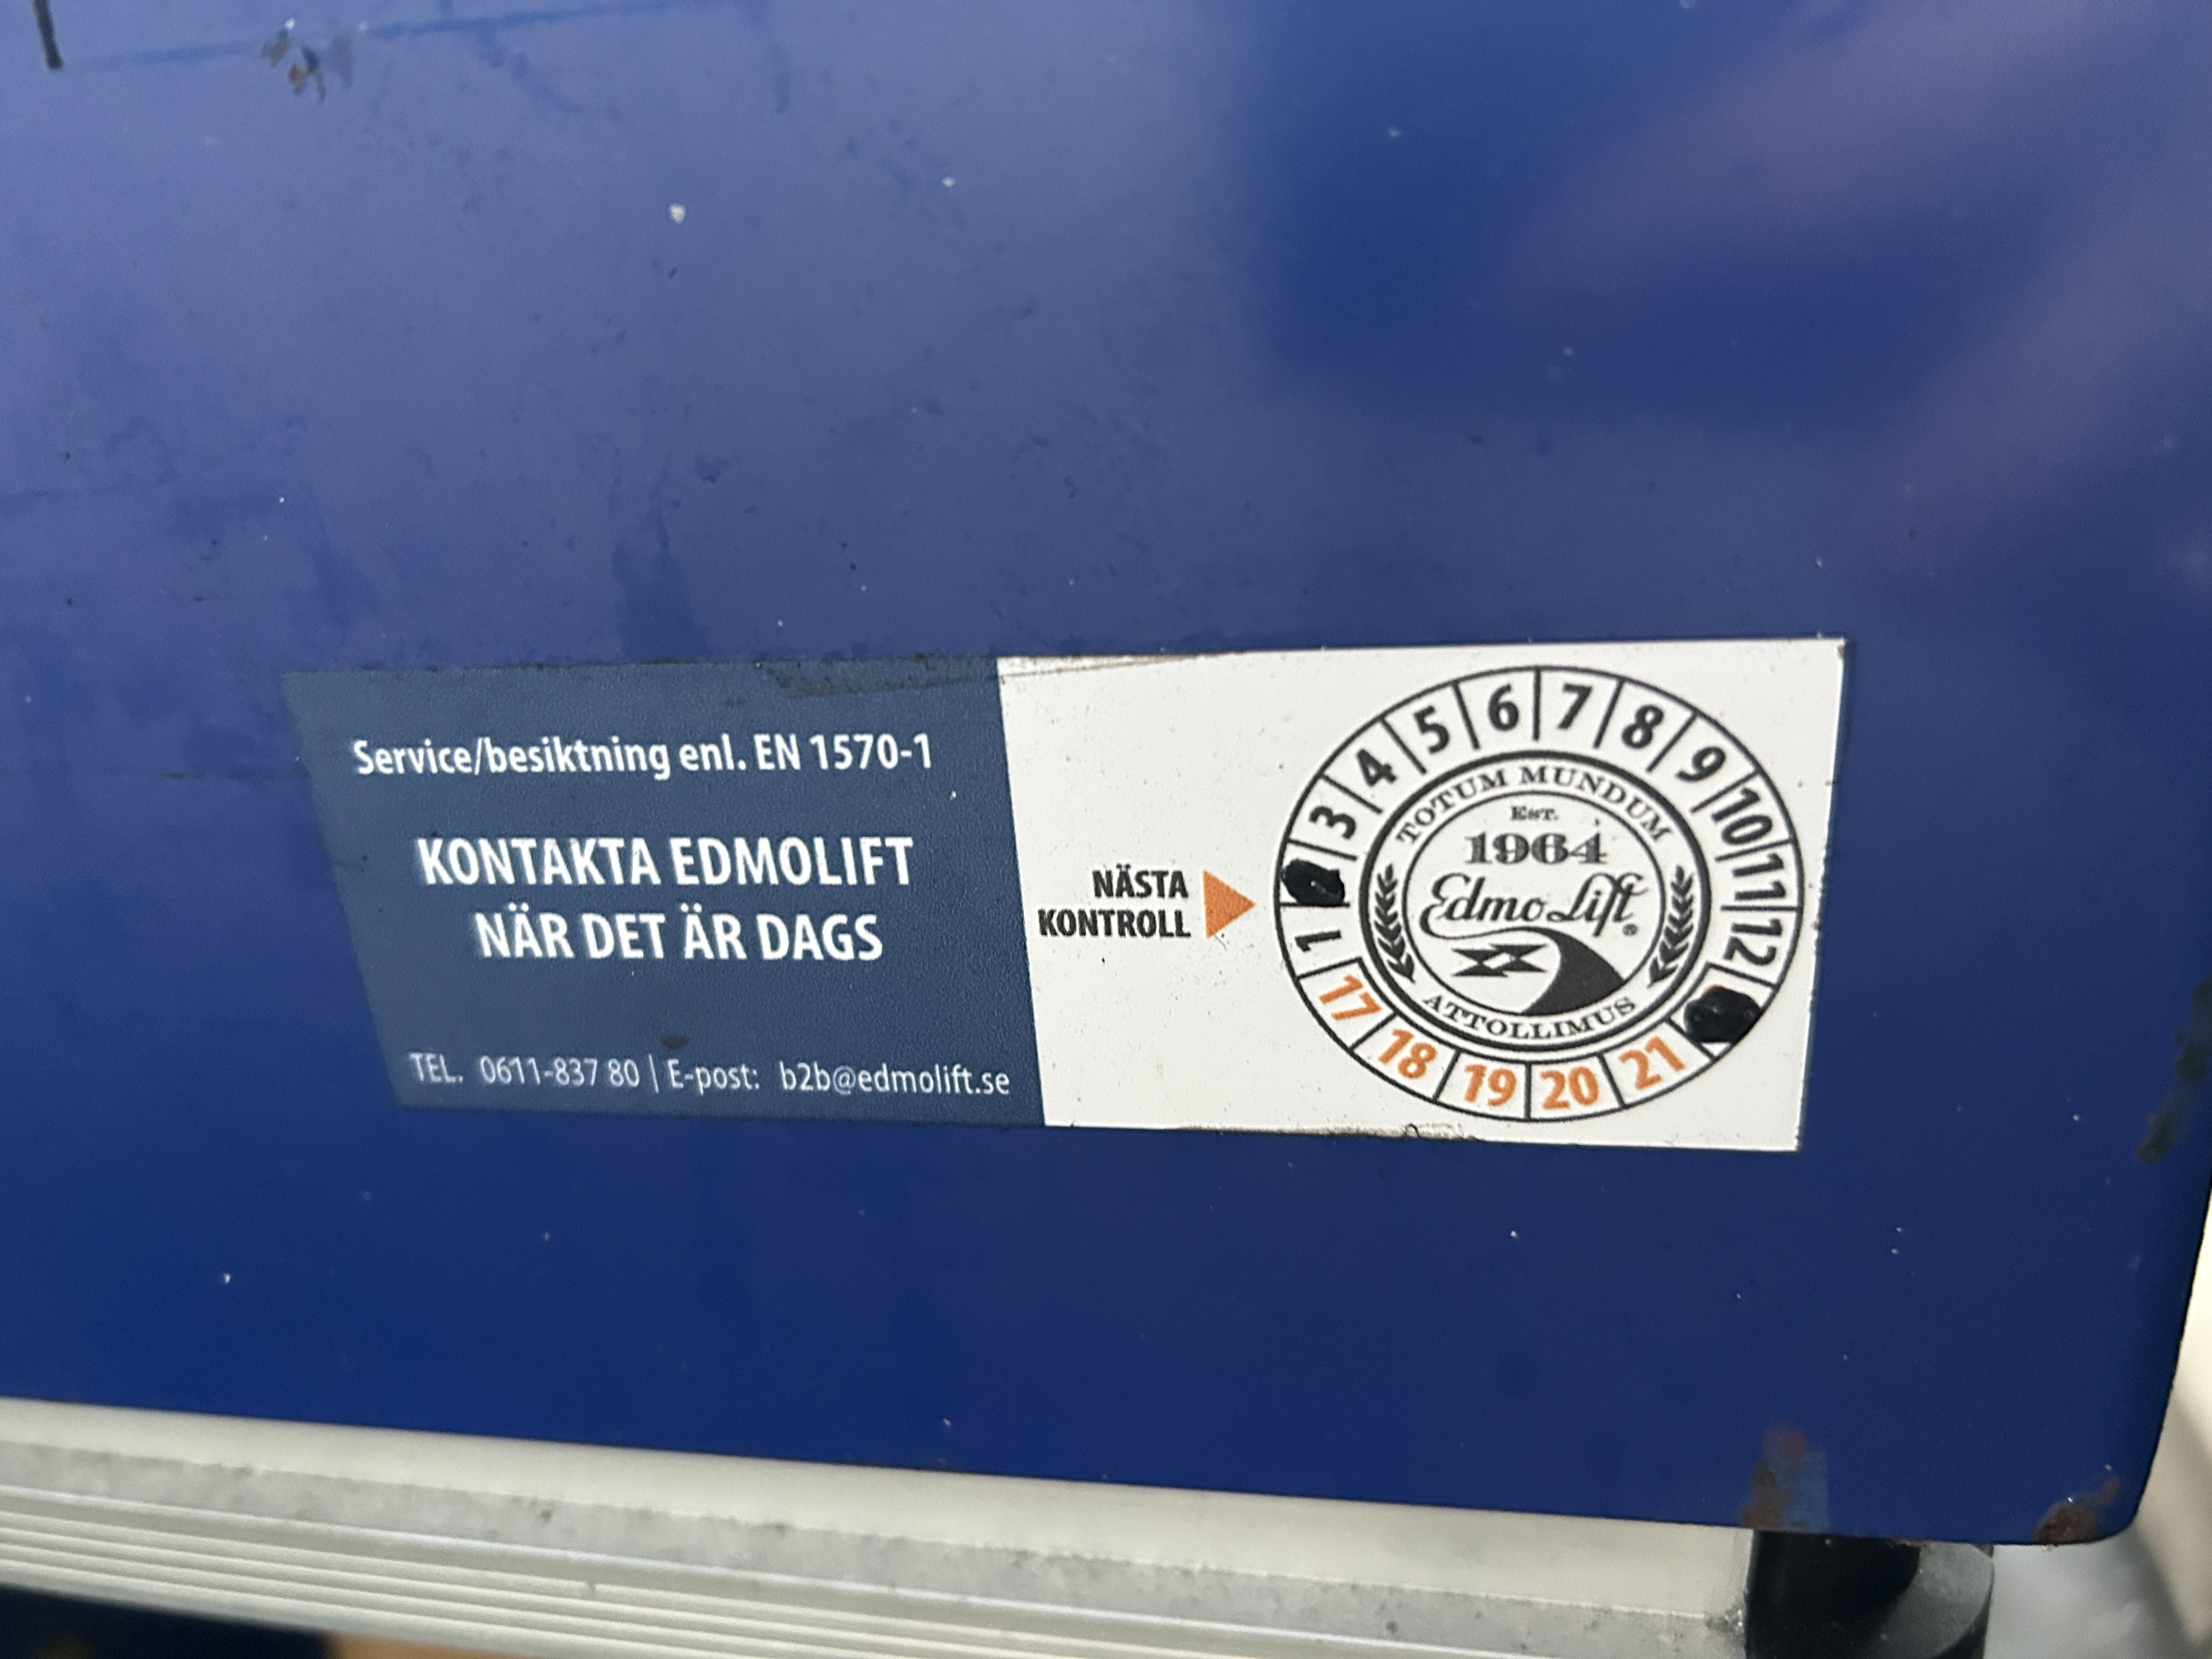 Service/besiktning enl. EN 1570-1
KONTAKTA EDMOLIFT
NÄR DET ÄR DAGS
TEL. 0611-837 80 | E-post: b2b@edmolift.se
NÄSTA
KONTROLL
1 3 4 5 6 7 8 9 10 11 12
17 18 19 20 21
TOTUM MUNDUM
EST.
1964
EdmoLift®
ATTOLLIMUS